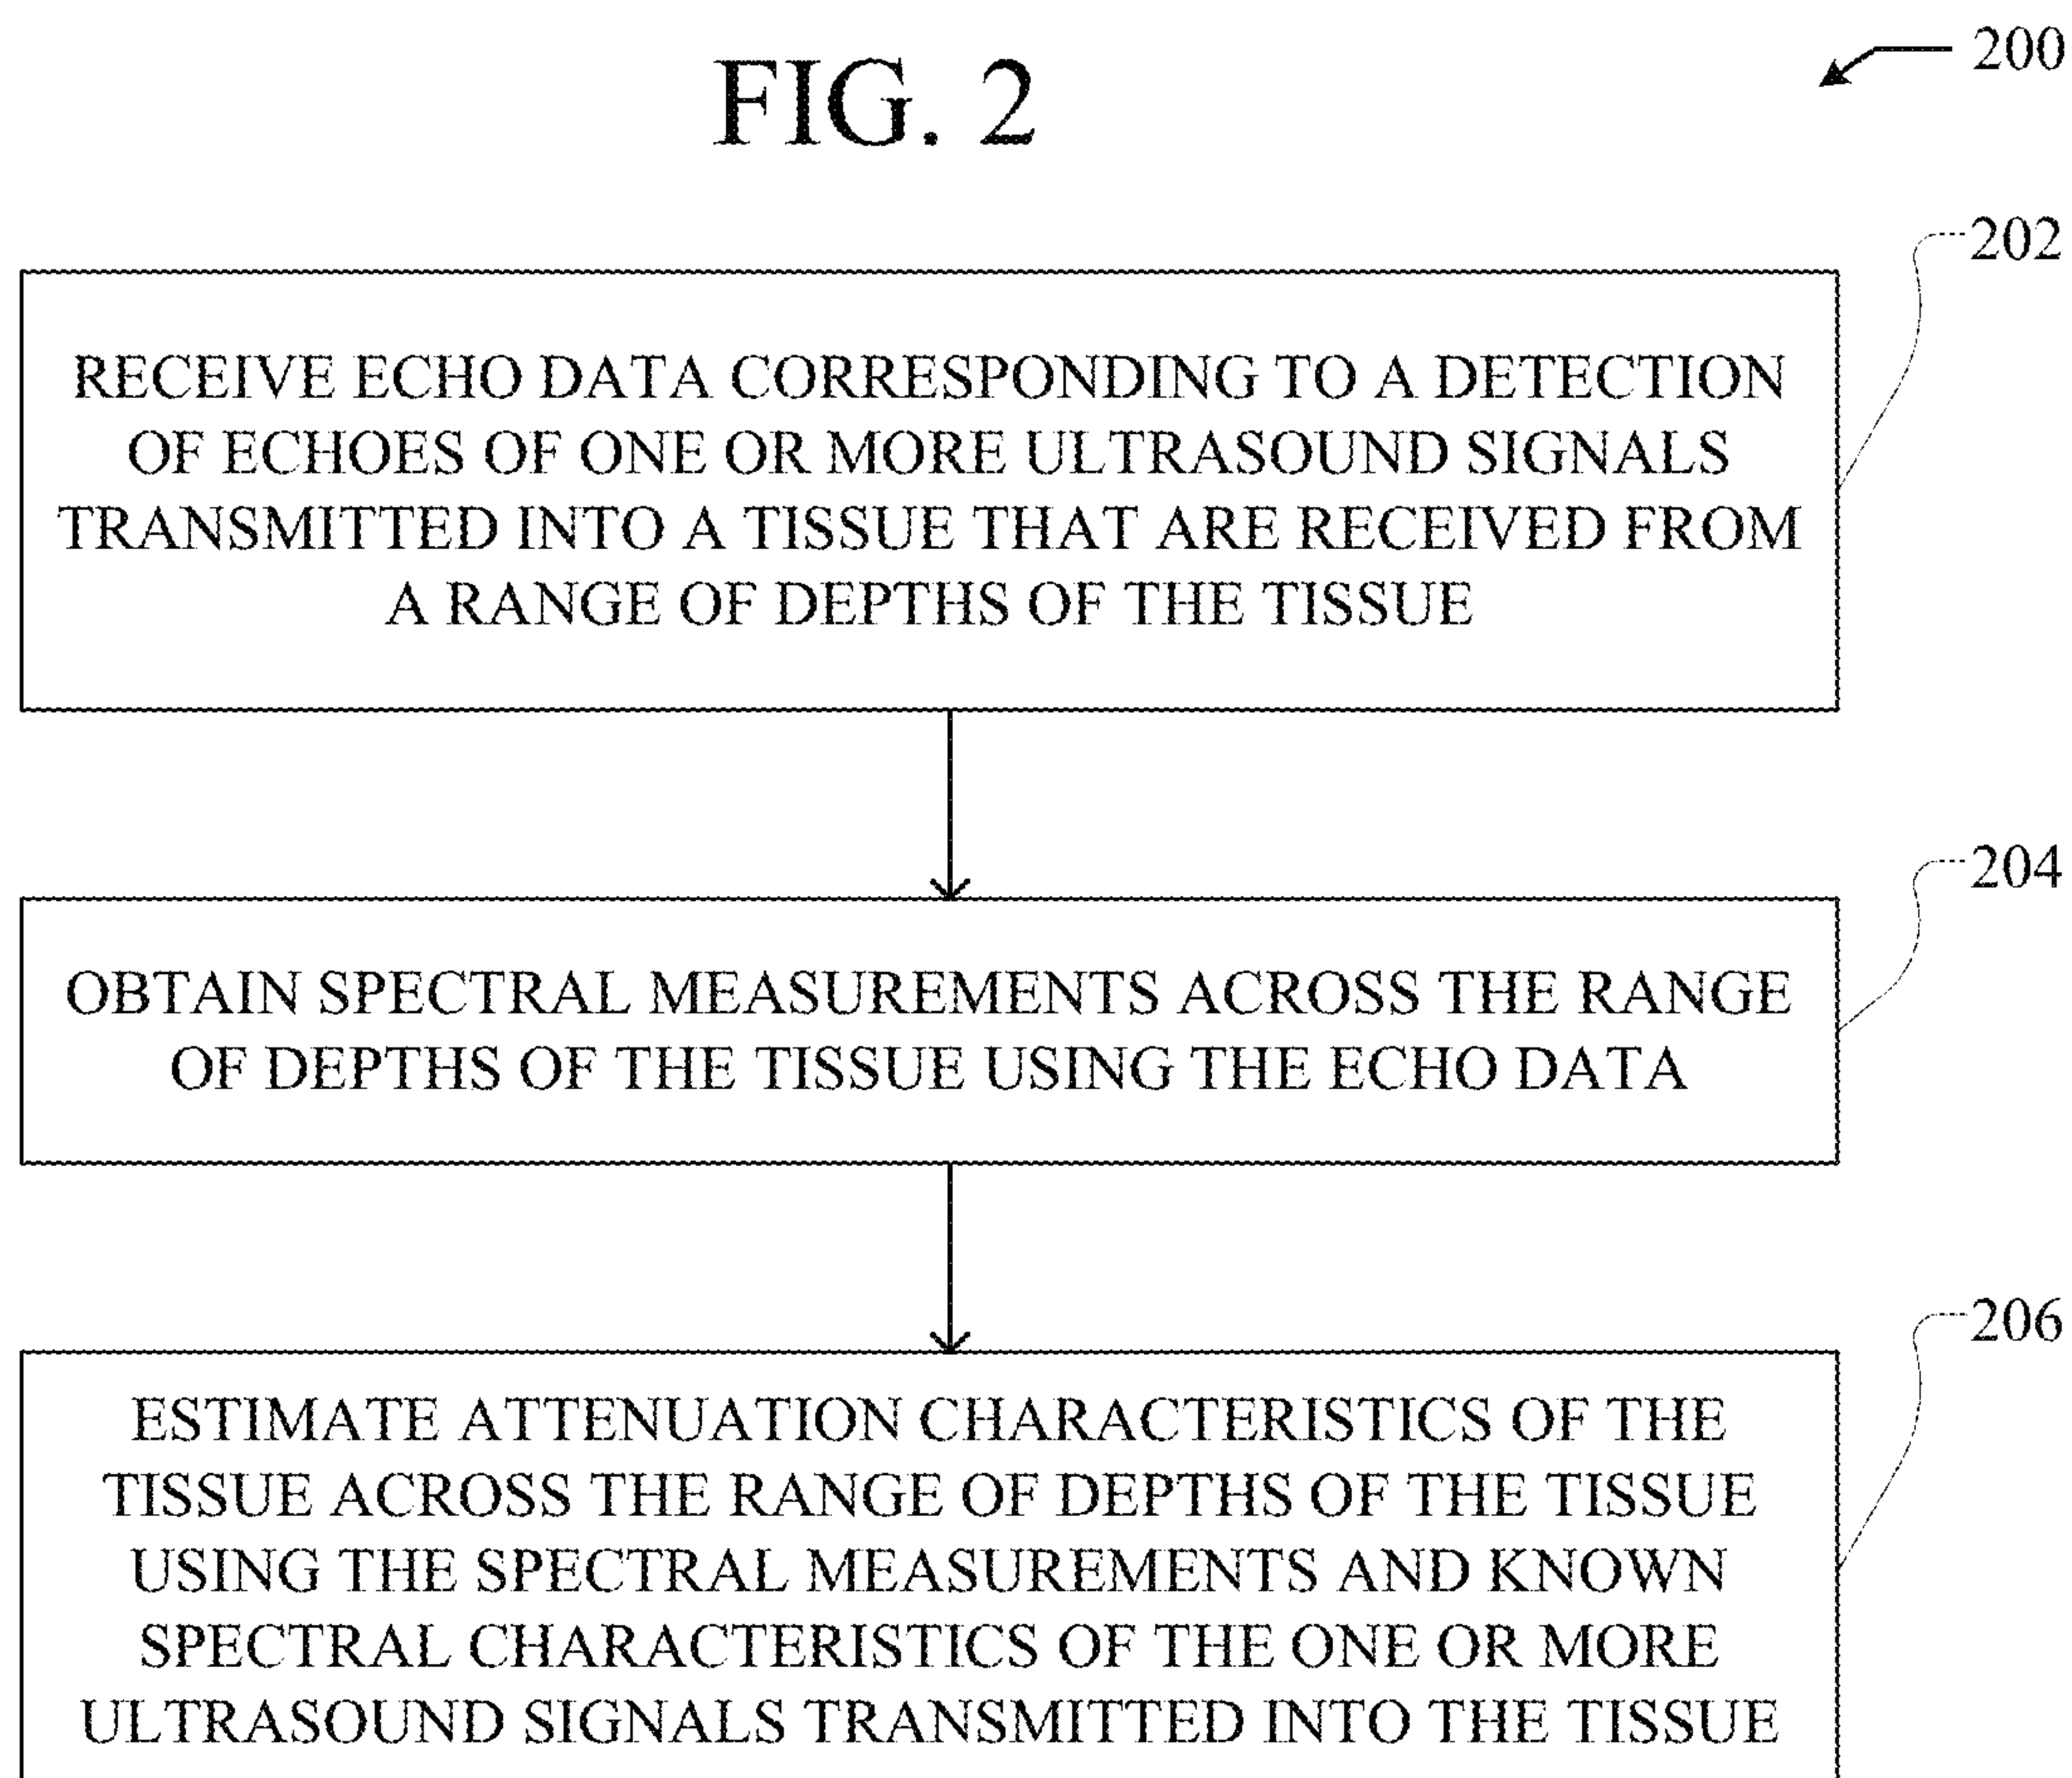 FIG. 2
200
202
RECEIVE ECHO DATA CORRESPONDING TO A DETECTION
OF ECHOES OF ONE OR MORE ULTRASOUND SIGNALS
TRANSMITTED INTO A TISSUE THAT ARE RECEIVED FROM
A RANGE OF DEPTHS OF THE TISSUE
204
OBTAIN SPECTRAL MEASUREMENTS ACROSS THE RANGE
OF DEPTHS OF THE TISSUE USING THE ECHO DATA
206
ESTIMATE ATTENUATION CHARACTERISTICS OF THE
TISSUE ACROSS THE RANGE OF DEPTHS OF THE TISSUE
USING THE SPECTRAL MEASUREMENTS AND KNOWN
SPECTRAL CHARACTERISTICS OF THE ONE OR MORE
ULTRASOUND SIGNALS TRANSMITTED INTO THE TISSUE